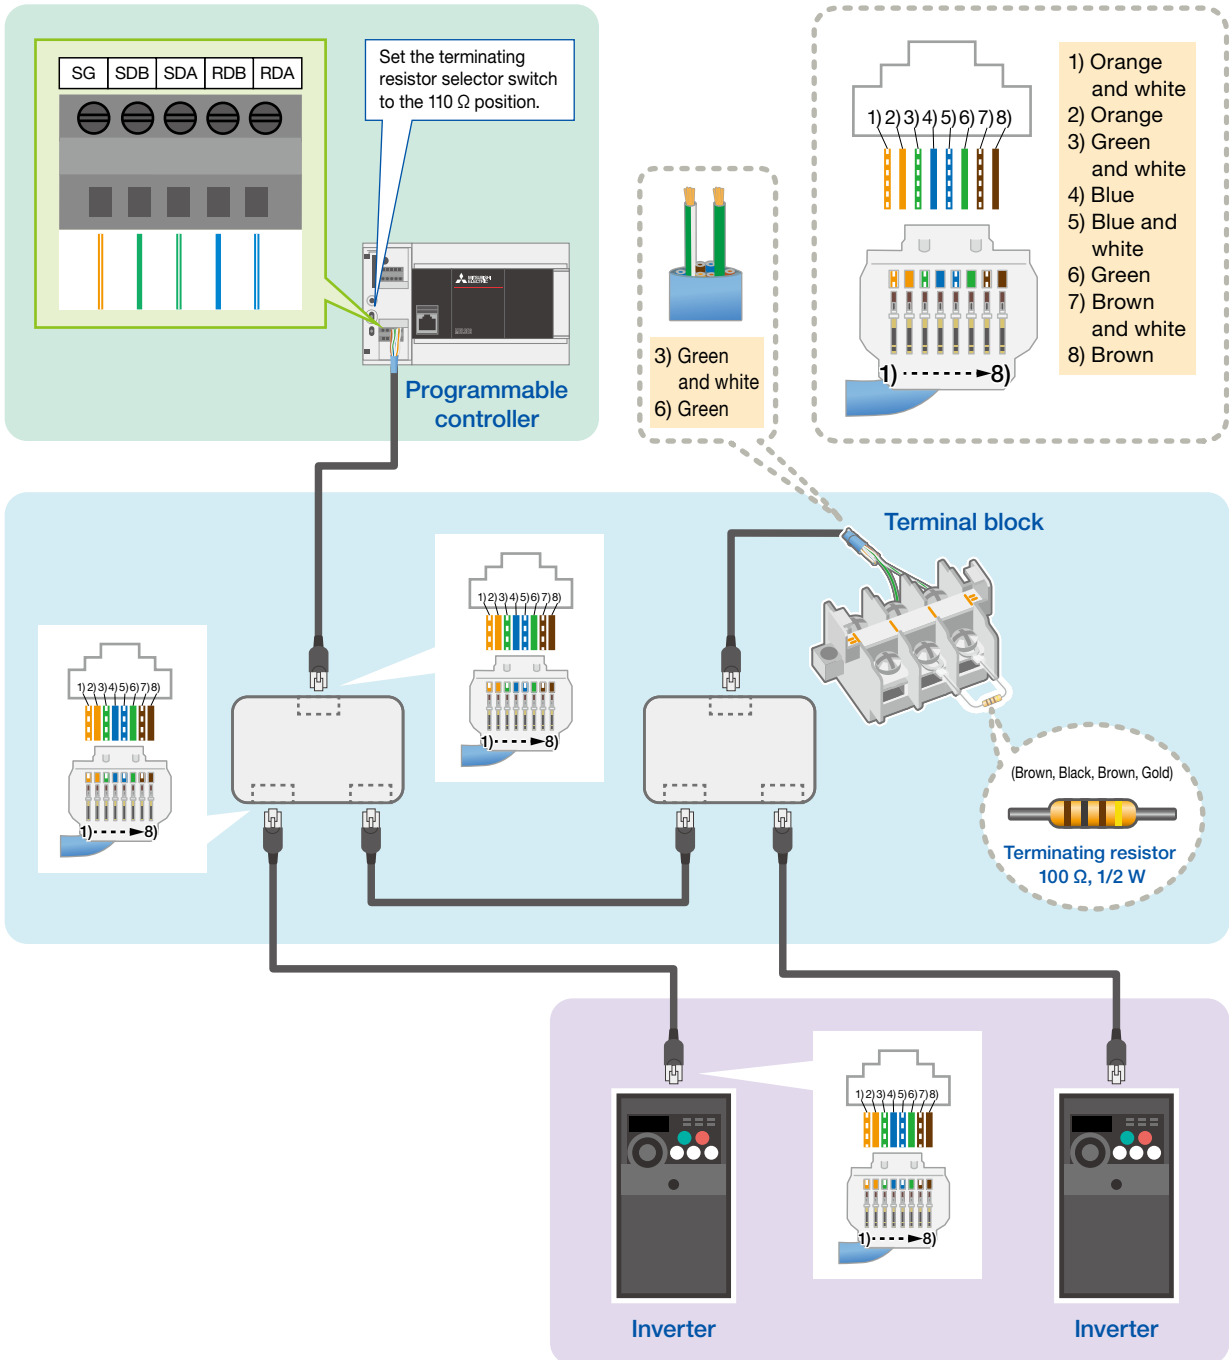 SG SDB SDA RDB RDA
Set the terminating
resistor selector switch
to the 110 Ω position.
MITSUBISHI
ELECTRIC
Programmable
controller
3) Green
and white
6) Green
1) 2) 3) 4) 5) 6) 7) 8)
1) 8)
1) Orange
and white
2) Orange
3) Green
and white
4) Blue
5) Blue and
white
6) Green
7) Brown
and white
8) Brown
Terminal block
1) 2) 3) 4) 5) 6) 7) 8)
1) 8)
1) 2) 3) 4) 5) 6) 7) 8)
1) 8)
(Brown, Black, Brown, Gold)
Terminating resistor
100 Ω, 1/2 W
1) 2) 3) 4) 5) 6) 7) 8)
1) 8)
Inverter
Inverter